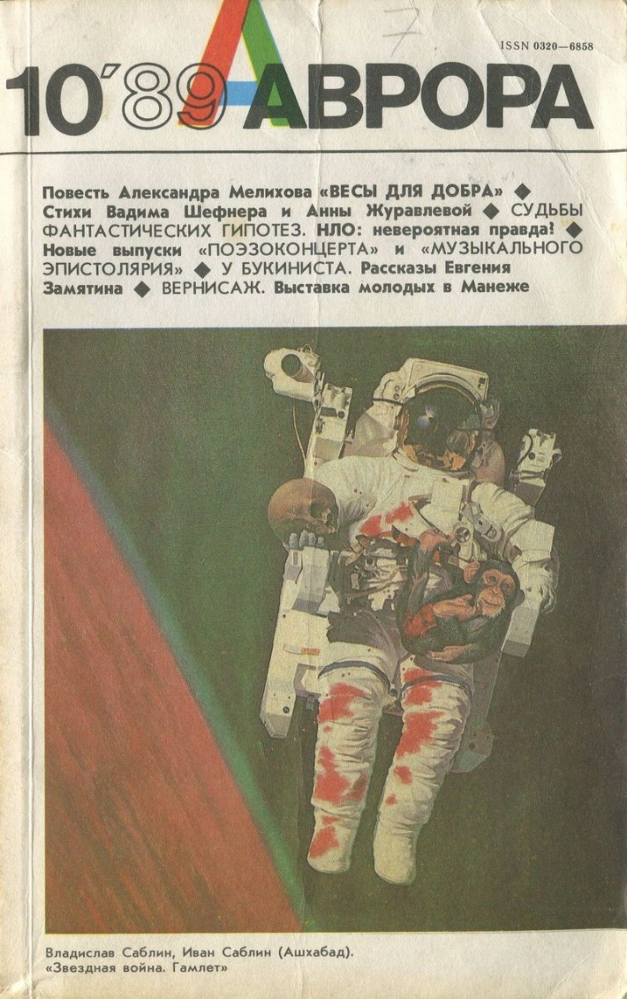 7
ISSN 0320—6858
10'89 АВРОРА
Повесть Александра Мелихова «ВЕСЫ ДЛЯ ДОБРА» ◆
Стихи Вадима Шефнера и Анны Журавлевой ◆ СУДЬБЫ
ФАНТАСТИЧЕСКИХ ГИПОТЕЗ. НЛО: невероятная правда? ◆
Новые выпуски «ПОЭЗОКОНЦЕРТА» и «МУЗЫКАЛЬНОГО
ЭПИСТОЛЯРИЯ» ◆ У БУКИНИСТА. Рассказы Евгения
Замятина ◆ ВЕРНИСАЖ. Выставка молодых в Манеже
Владислав Саблин, Иван Саблин (Ашхабад).
«Звездная война. Гамлет»